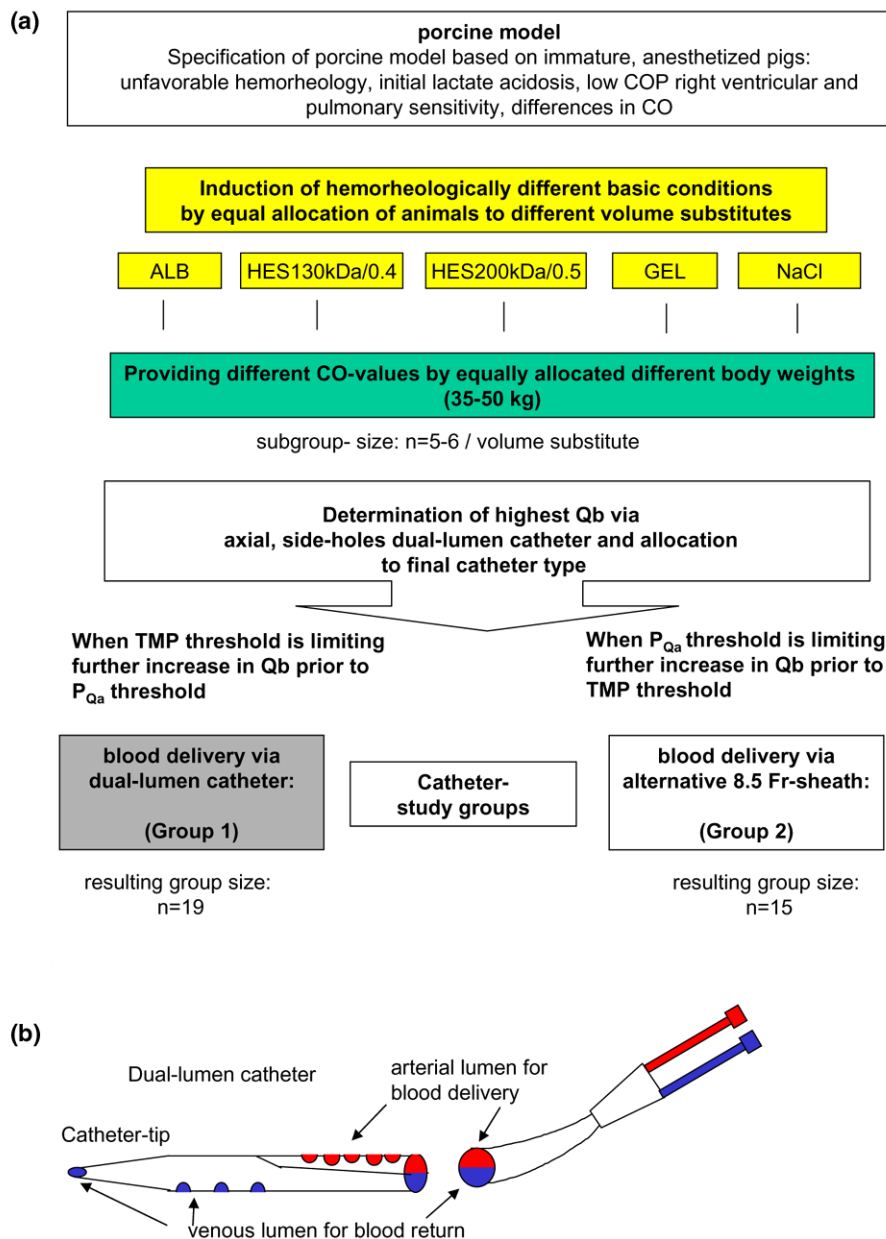 (a)
porcine model
Specification of porcine model based on immature, anesthetized pigs:
unfavorable hemorheology, initial lactate acidosis, low COP right ventricular and
pulmonary sensitivity, differences in CO
Induction of hemorheologically different basic conditions
by equal allocation of animals to different volume substitutes
ALB
HES130kDa/0.4
HES200kDa/0.5
GEL
NaCl
Providing different CO-values by equally allocated different body weights
(35-50 kg)
subgroup- size: n=5-6 / volume substitute
Determination of highest Qb via
axial, side-holes dual-lumen catheter and allocation
to final catheter type
When TMP threshold is limiting
further increase in Qb prior to
PQa threshold
When PQa threshold is limiting
further increase in Qb prior to
TMP threshold
blood delivery via
dual-lumen catheter:
(Group 1)
Catheter-
study groups
blood delivery via
alternative 8.5 Fr-sheath:
(Group 2)
resulting group size:
n=19
resulting group size:
n=15
(b)
Dual-lumen catheter
arterial lumen for
blood delivery
Catheter-tip
venous lumen for blood return